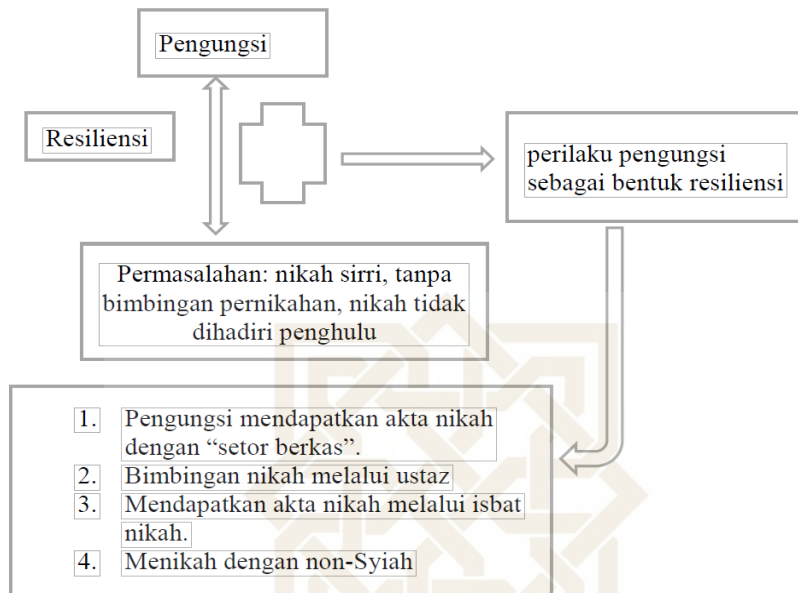 Pengungsi
Resiliensi
perilaku pengungsi
sebagai bentuk resiliensi
Permasalahan: nikah sirri, tanpa
bimbingan pernikahan, nikah tidak
dihadiri penghulu
1. Pengungsi mendapatkan akta nikah
dengan “setor berkas”.
2. Bimbingan nikah melalui ustaz
3. Mendapatkan akta nikah melalui isbat
nikah.
4. Menikah dengan non-Syiah